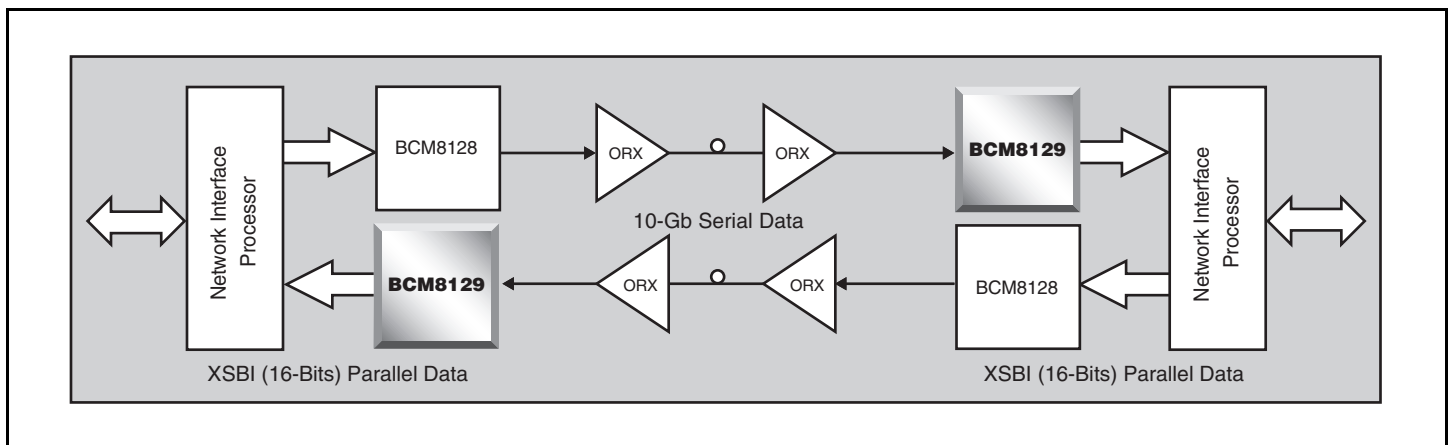 Network Interface
Processor
BCM8128
ORX
ORX
BCM8129
Network Interface
Processor
10-Gb Serial Data
BCM8129
ORX
ORX
BCM8128
XSBI (16-Bits) Parallel Data
XSBI (16-Bits) Parallel Data